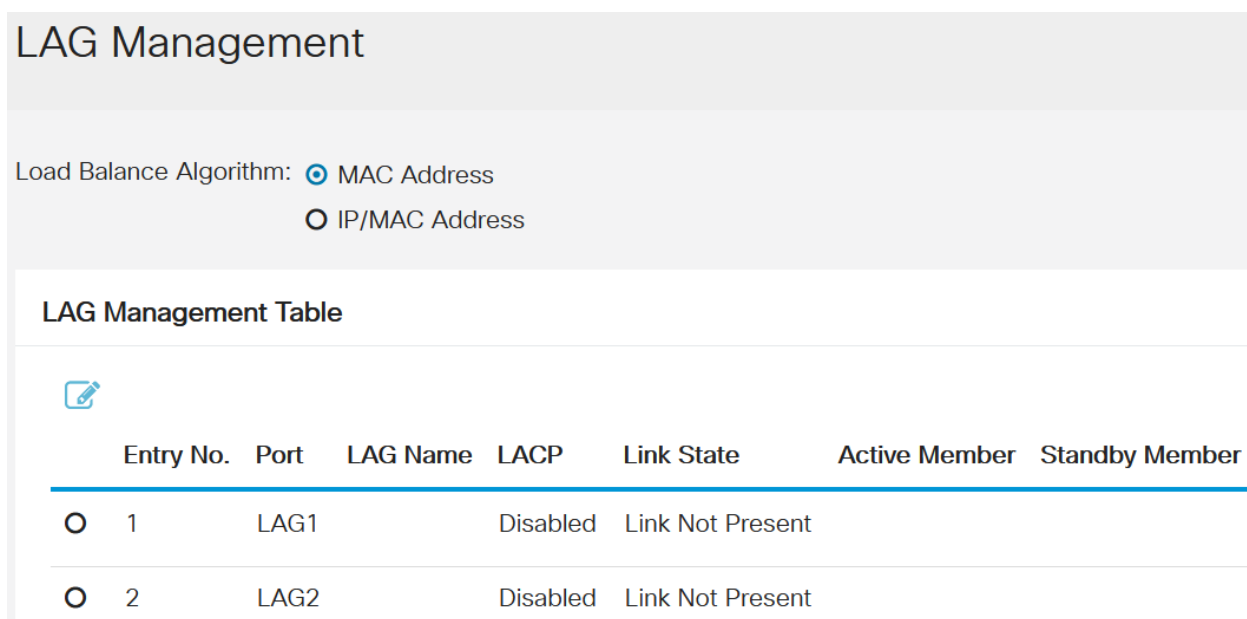 LAG Management
Load Balance Algorithm: MAC Address
IP/MAC Address
LAG Management Table
Entry No. Port LAG Name LACP Link State Active Member Standby Member
1 LAG1 Disabled Link Not Present
2 LAG2 Disabled Link Not Present